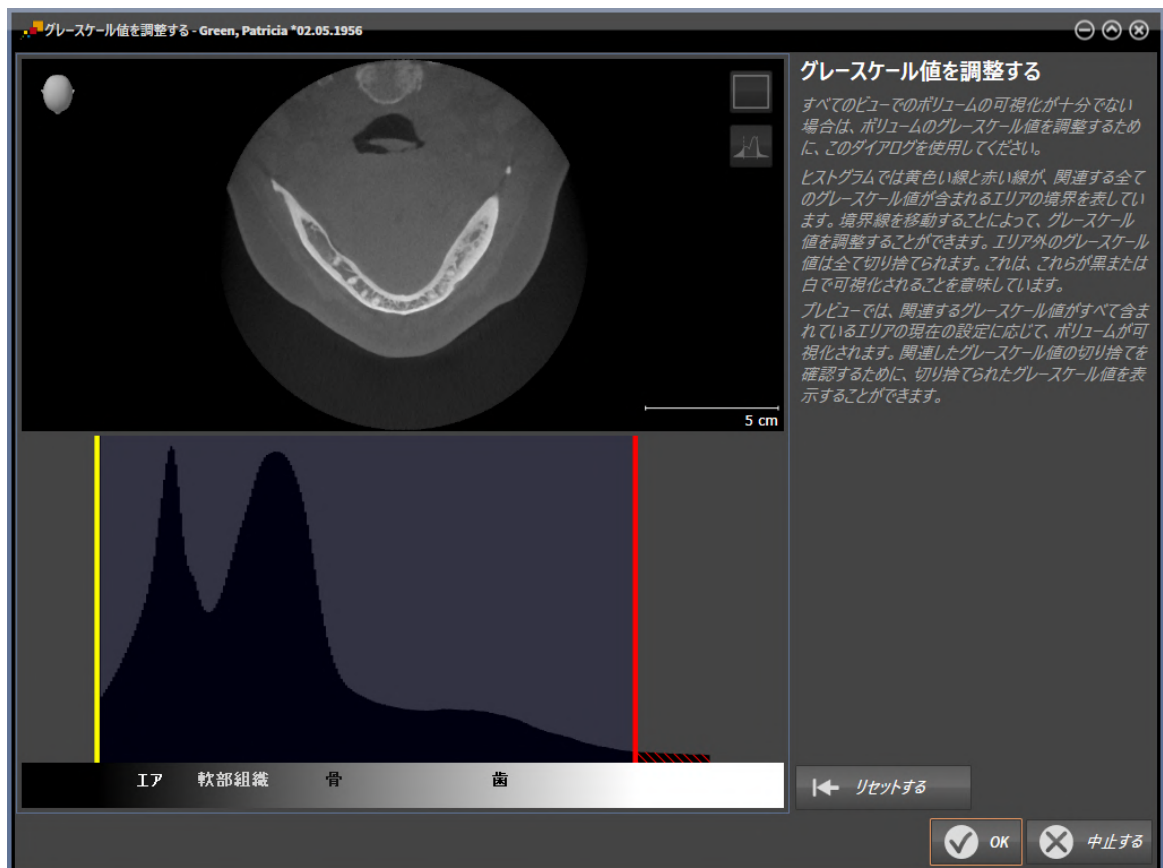 グレースケール値を調整する - Green, Patricia *02.05.1956
グレースケール値を調整する
すべてのビューでのボリュームの可視化が十分でない
場合は、ボリュームのグレースケール値を調整するため
に、このダイアログを使用してください。
ヒストグラムでは黄色い線と赤い線が、関連する全て
のグレースケール値が含まれるエリアの境界を表してい
ます。境界線を移動することによって、グレースケール
値を調整することができます。エリア外のグレースケール
値は全て切り捨てられます。これは、これらが黒または
白で可視化されることを意味しています。
プレビューでは、関連するグレースケール値がすべて含ま
れているエリアの現在の設定に応じて、ボリュームが可
視化されます。関連したグレースケール値の切り捨てを
確認するために、切り捨てられたグレースケール値を表
示することができます。
5 cm
エア 軟部組織 骨 歯
リセットする
OK 中止する